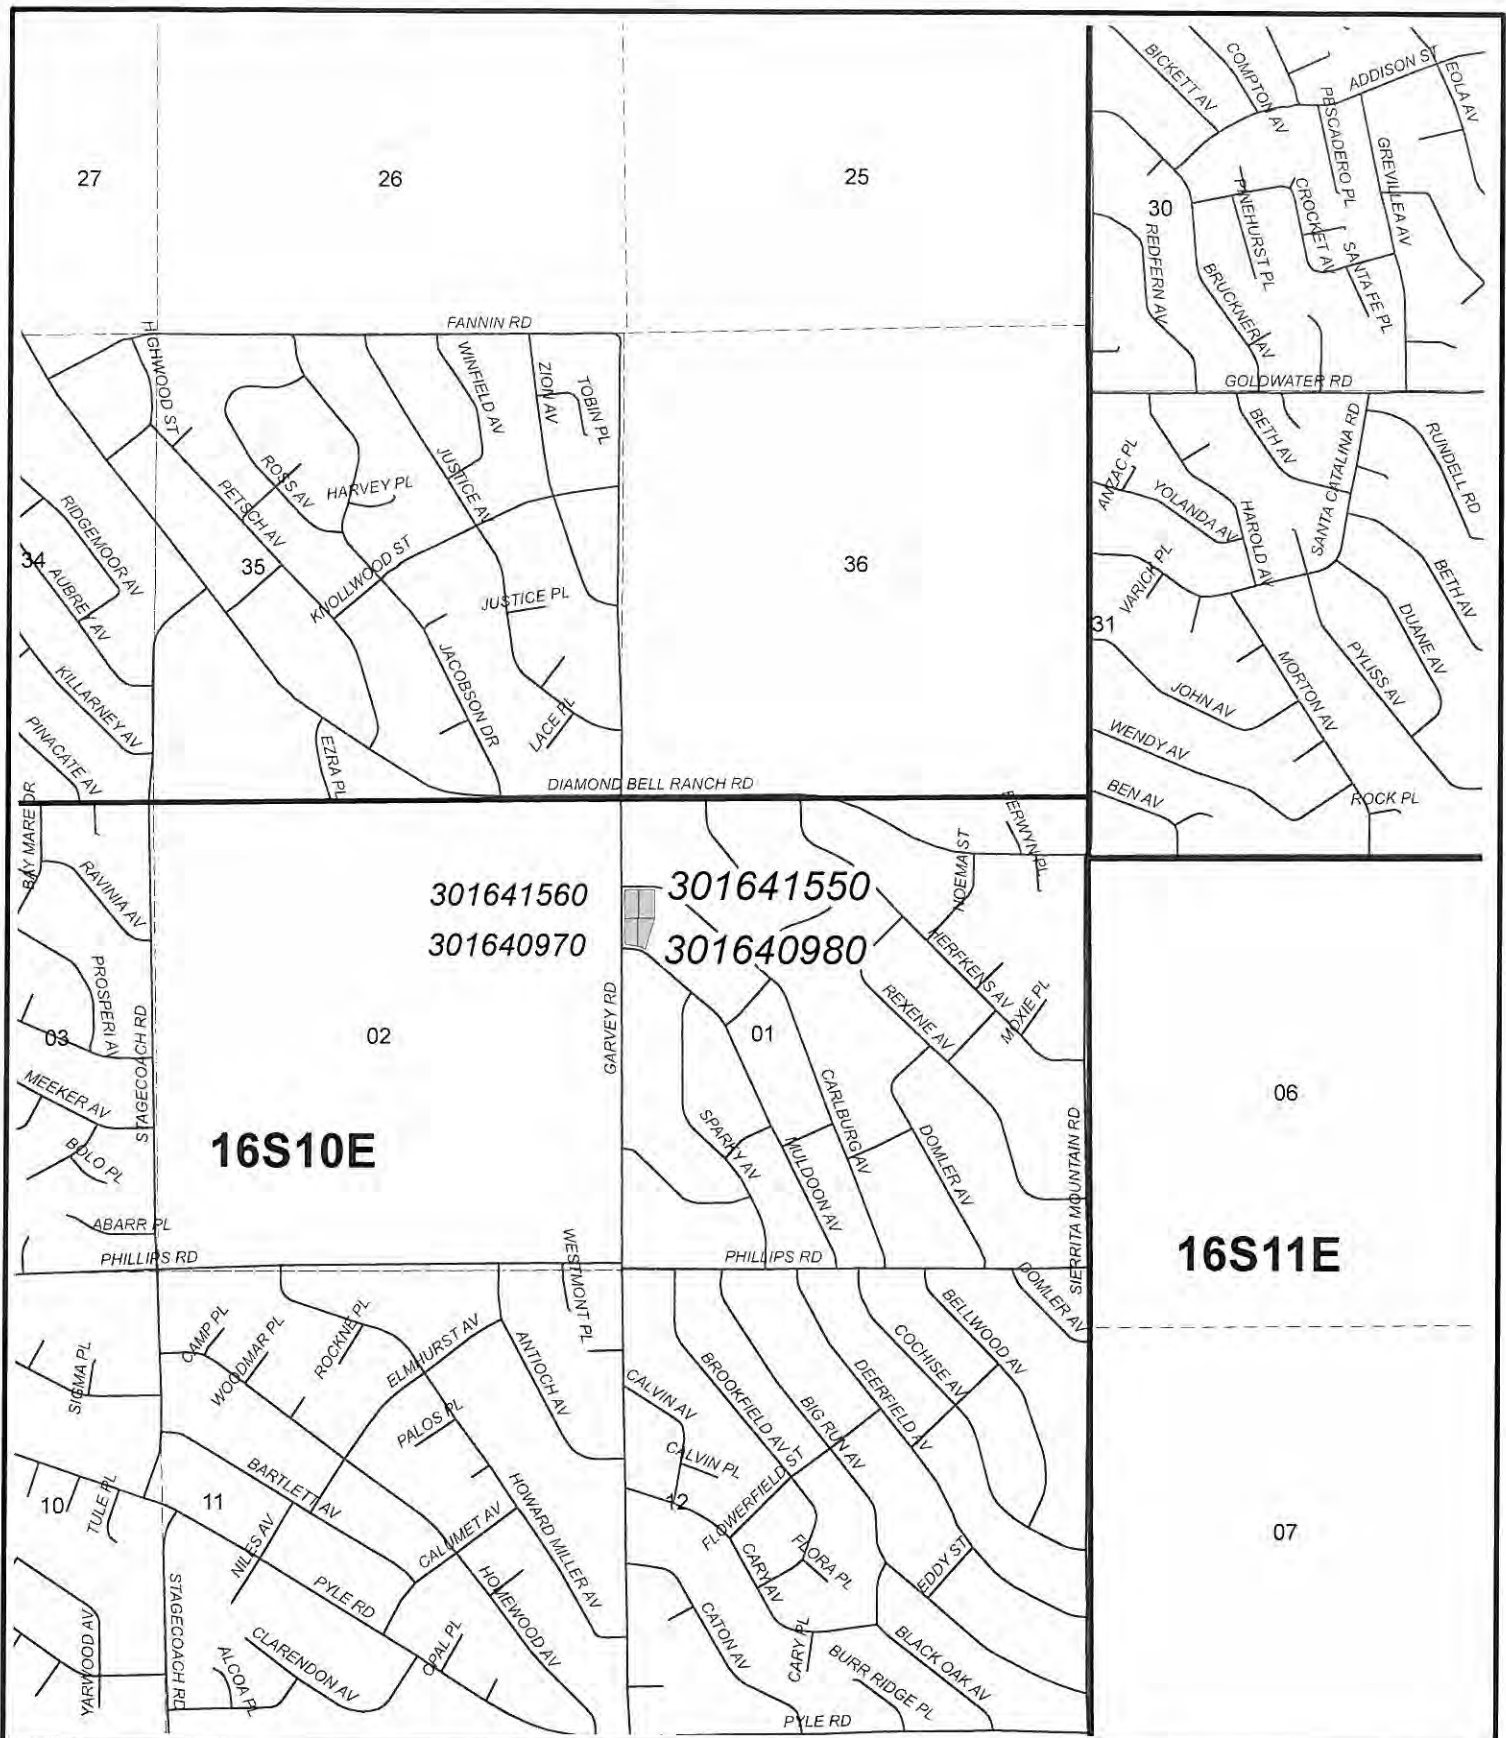 BICKETT AV
COMPTON AV
ADDISON ST
EOLA AV
PESCADERO PL
GREVILLEA AV
27
26
25
30
PINEHURST PL
CROCKET AV
REDFERN AV
BRUCKNER AV
SANTA FE PL
FANNIN RD
GOLDWATER RD
HIGHWOOD ST
WINFIELD AV
ZION AV
TOBIN PL
BETH AV
SANTA CATALINA RD
RUNDELL RD
ROSS AV
HARVEY PL
JUSTICE AV
PETSCH AV
ANZAC PL
YOLANDA AV
HAROLD AV
RIDGEMOOR AV
34
AUBREY AV
35
KNOLLWOOD ST
JUSTICE PL
36
VARICK PL
BETH AV
31
DUANE AV
KILLARNEY AV
JACOBSON DR
MORTON AV
PYLISS AV
JOHN AV
PINACATE AV
EZRA PL
LACE PL
WENDY AV
DIAMOND BELL RANCH RD
BEN AV
ROCK PL
BAY MARE DR
BERWYN PL
NOEMA ST
RAVINIA AV
301641560
301641550
301640970
301640980
HERFKENS AV
PROSPERI AV
REXENE AV
MOXIE PL
STAGECOACH RD
GARVEY RD
03
02
01
MEEKER AV
CARLBURG AV
06
BOLO PL
16S10E
SPARKY AV
MULDOON AV
DOMLER AV
SIERRITA MOUNTAIN RD
ABARR PL
PHILLIPS RD
WESTMONT PL
PHILLIPS RD
16S11E
DOMLER AV
CAMP PL
WOODMAR PL
ROCKNE PL
ELMHURST AV
ANTIOCH AV
BELLWOOD AV
COCHISE AV
SIGMA PL
DEERFIELD AV
BROOKFIELD AV
BIG RUN AV
CALVIN AV
PALOS PL
CALVIN PL
BARTLETT AV
HOWARD MILLER AV
FLOWERFIELD ST
10
TULE PL
11
12
07
NILES AV
CALUMET AV
FLORA PL
EDDY ST
CARY AV
PYLE RD
HOMEWOOD AV
STAGECOACH RD
YARWOOD AV
CLARENDON AV
ALCOA PL
OPAL PL
CATON AV
CARY PL
BLACK OAK AV
BURR RIDGE PL
PYLE RD